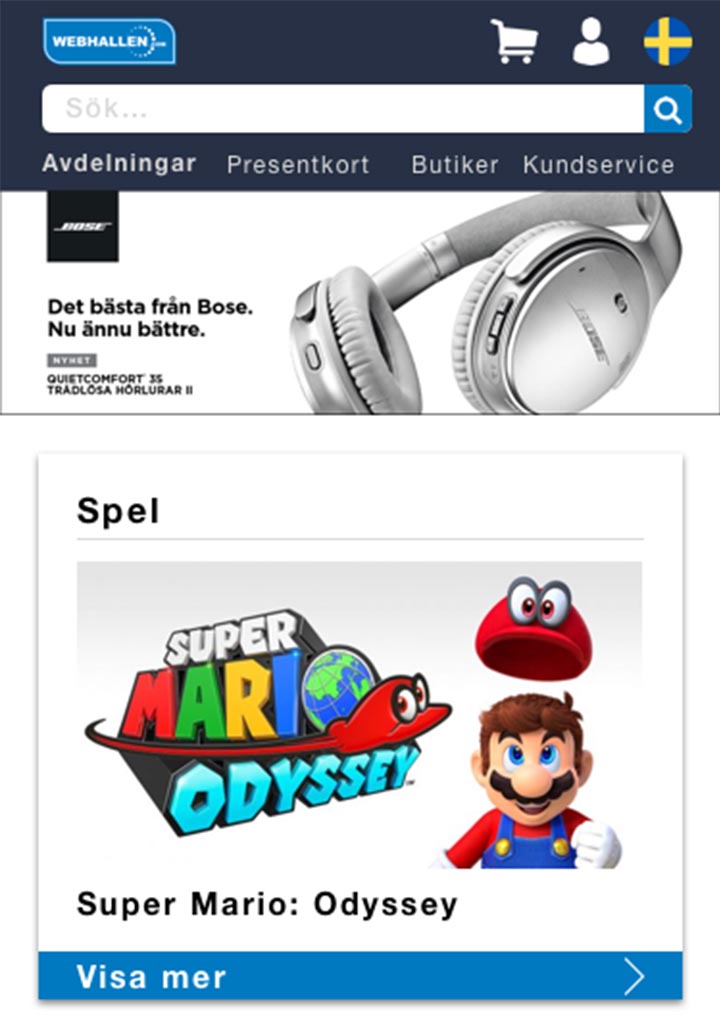 WEBHALLEN.COM
Sök...
Avdelningar Presentkort Butiker Kundservice
BOSE
Det bästa från Bose.
Nu ännu bättre.
NYHET
QUIETCOMFORT® 35
TRÅDLÖSA HÖRLURAR II
BOSE
Spel
SUPER
MARIO
ODYSSEY™
Super Mario: Odyssey
Visa mer